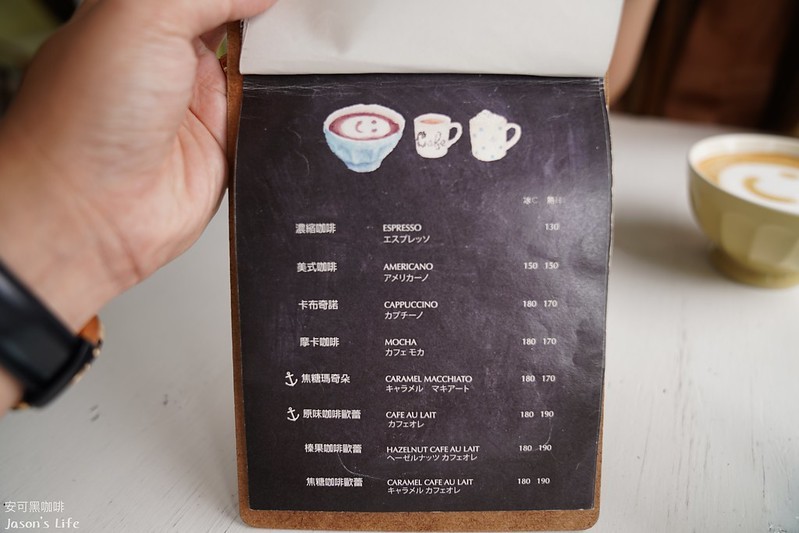 Cafe
冰C 熱H
濃縮咖啡 ESPRESSO 130
エスプレッソ
美式咖啡 AMERICANO 150 150
アメリカーノ
卡布奇諾 CAPPUCCINO 180 170
カプチーノ
摩卡咖啡 MOCHA 180 170
カフェ モカ
焦糖瑪奇朵 CARAMEL MACCHIATO 180 170
キャラメル マキアート
原味咖啡歐蕾 CAFE AU LAIT 180 190
カフェオレ
榛果咖啡歐蕾 HAZELNUT CAFE AU LAIT 180 190
ヘーゼルナッツ カフェオレ
焦糖咖啡歐蕾 CARAMEL CAFE AU LAIT 180 190
キャラメル カフェオレ
安可黑咖啡
Jason's Life